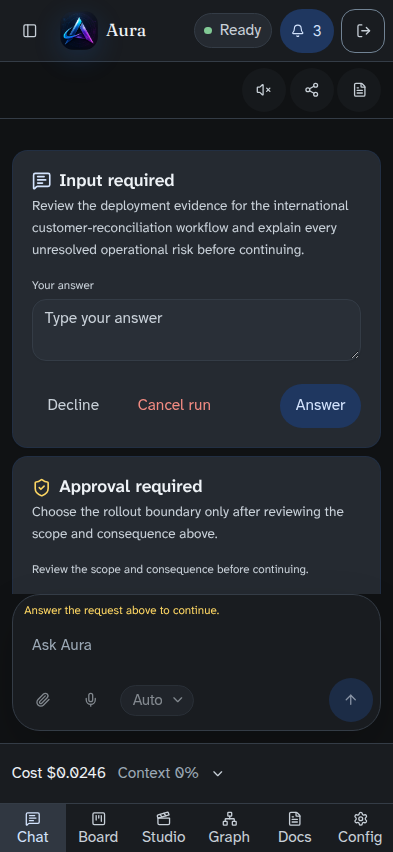 Aura
Ready
3
Input required
Review the deployment evidence for the international
customer-reconciliation workflow and explain every
unresolved operational risk before continuing.
Your answer
Type your answer
Decline
Cancel run
Answer
Approval required
Choose the rollout boundary only after reviewing the
scope and consequence above.
Review the scope and consequence before continuing.
Answer the request above to continue.
Ask Aura
Auto
Cost $0.0246 Context 0%
Chat Board Studio Graph Docs Config